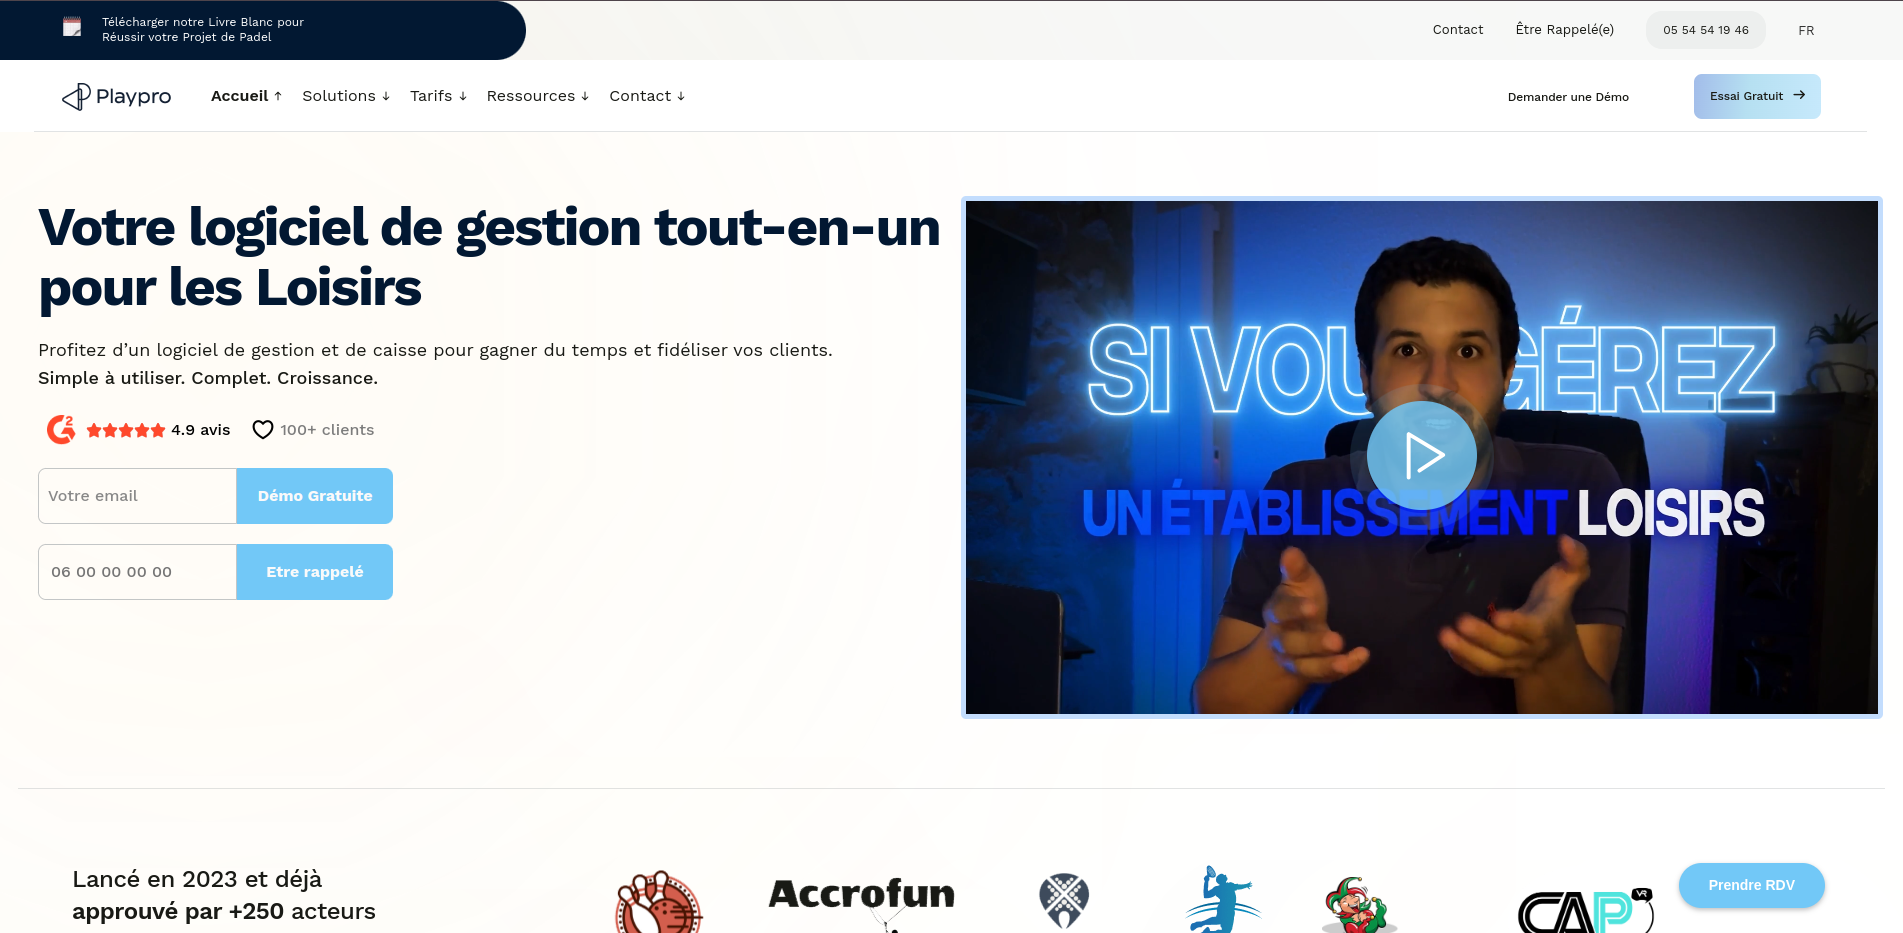 Télécharger notre Livre Blanc pour
Réussir votre Projet de Padel
Contact
Être Rappelé(e)
05 54 54 19 46
FR
Playpro
Accueil ↑
Solutions ↓
Tarifs ↓
Ressources ↓
Contact ↓
Demander une Démo
Essai Gratuit →
Votre logiciel de gestion tout-en-un
pour les Loisirs
Profitez d’un logiciel de gestion et de caisse pour gagner du temps et fidéliser vos clients.
Simple à utiliser. Complet. Croissance.
G2
4.9 avis
100+ clients
Votre email
Démo Gratuite
06 00 00 00 00
Etre rappelé
SI VOU GÉREZ
UN ÉTABLISSEMENT LOISIRS
Lancé en 2023 et déjà
approuvé par +250 acteurs
Accrofun
CAP
VR
Prendre RDV